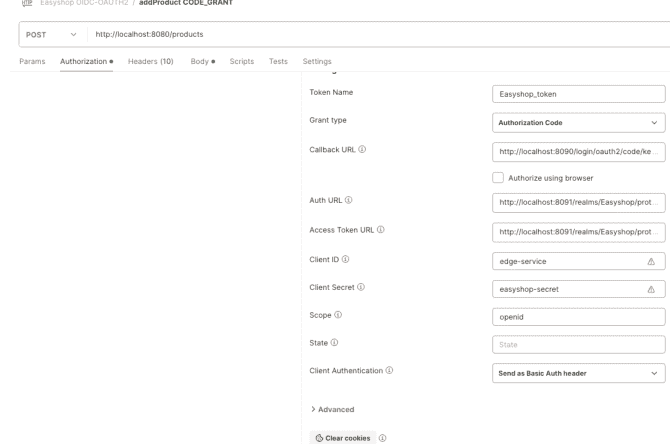 HTTP Easyshop OIDC-OAUTH2 / addProduct CODE_GRANT
POST http://localhost:8080/products
Params Authorization Headers (10) Body Scripts Tests Settings
Token Name Easyshop_token
Grant type Authorization Code
Callback URL http://localhost:8090/login/oauth2/code/ke...
Authorize using browser
Auth URL http://localhost:8091/realms/Easyshop/prot...
Access Token URL http://localhost:8091/realms/Easyshop/prot...
Client ID edge-service
Client Secret easyshop-secret
Scope openid
State State
Client Authentication Send as Basic Auth header
Advanced
Clear cookies